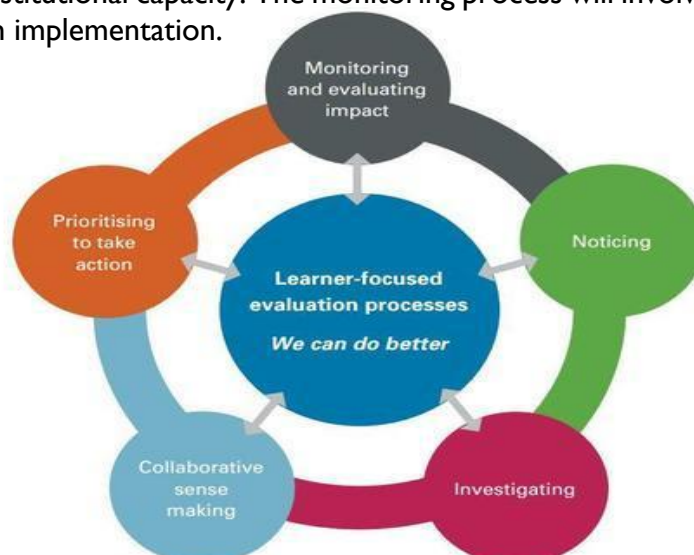 stitutional capacity. The monitoring process will involv
n implementation.
Monitoring
and evaluating
impact
Noticing
Investigating
Collaborative
sense
making
Prioritising
to take
action
Learner-focused
evaluation processes
We can do better